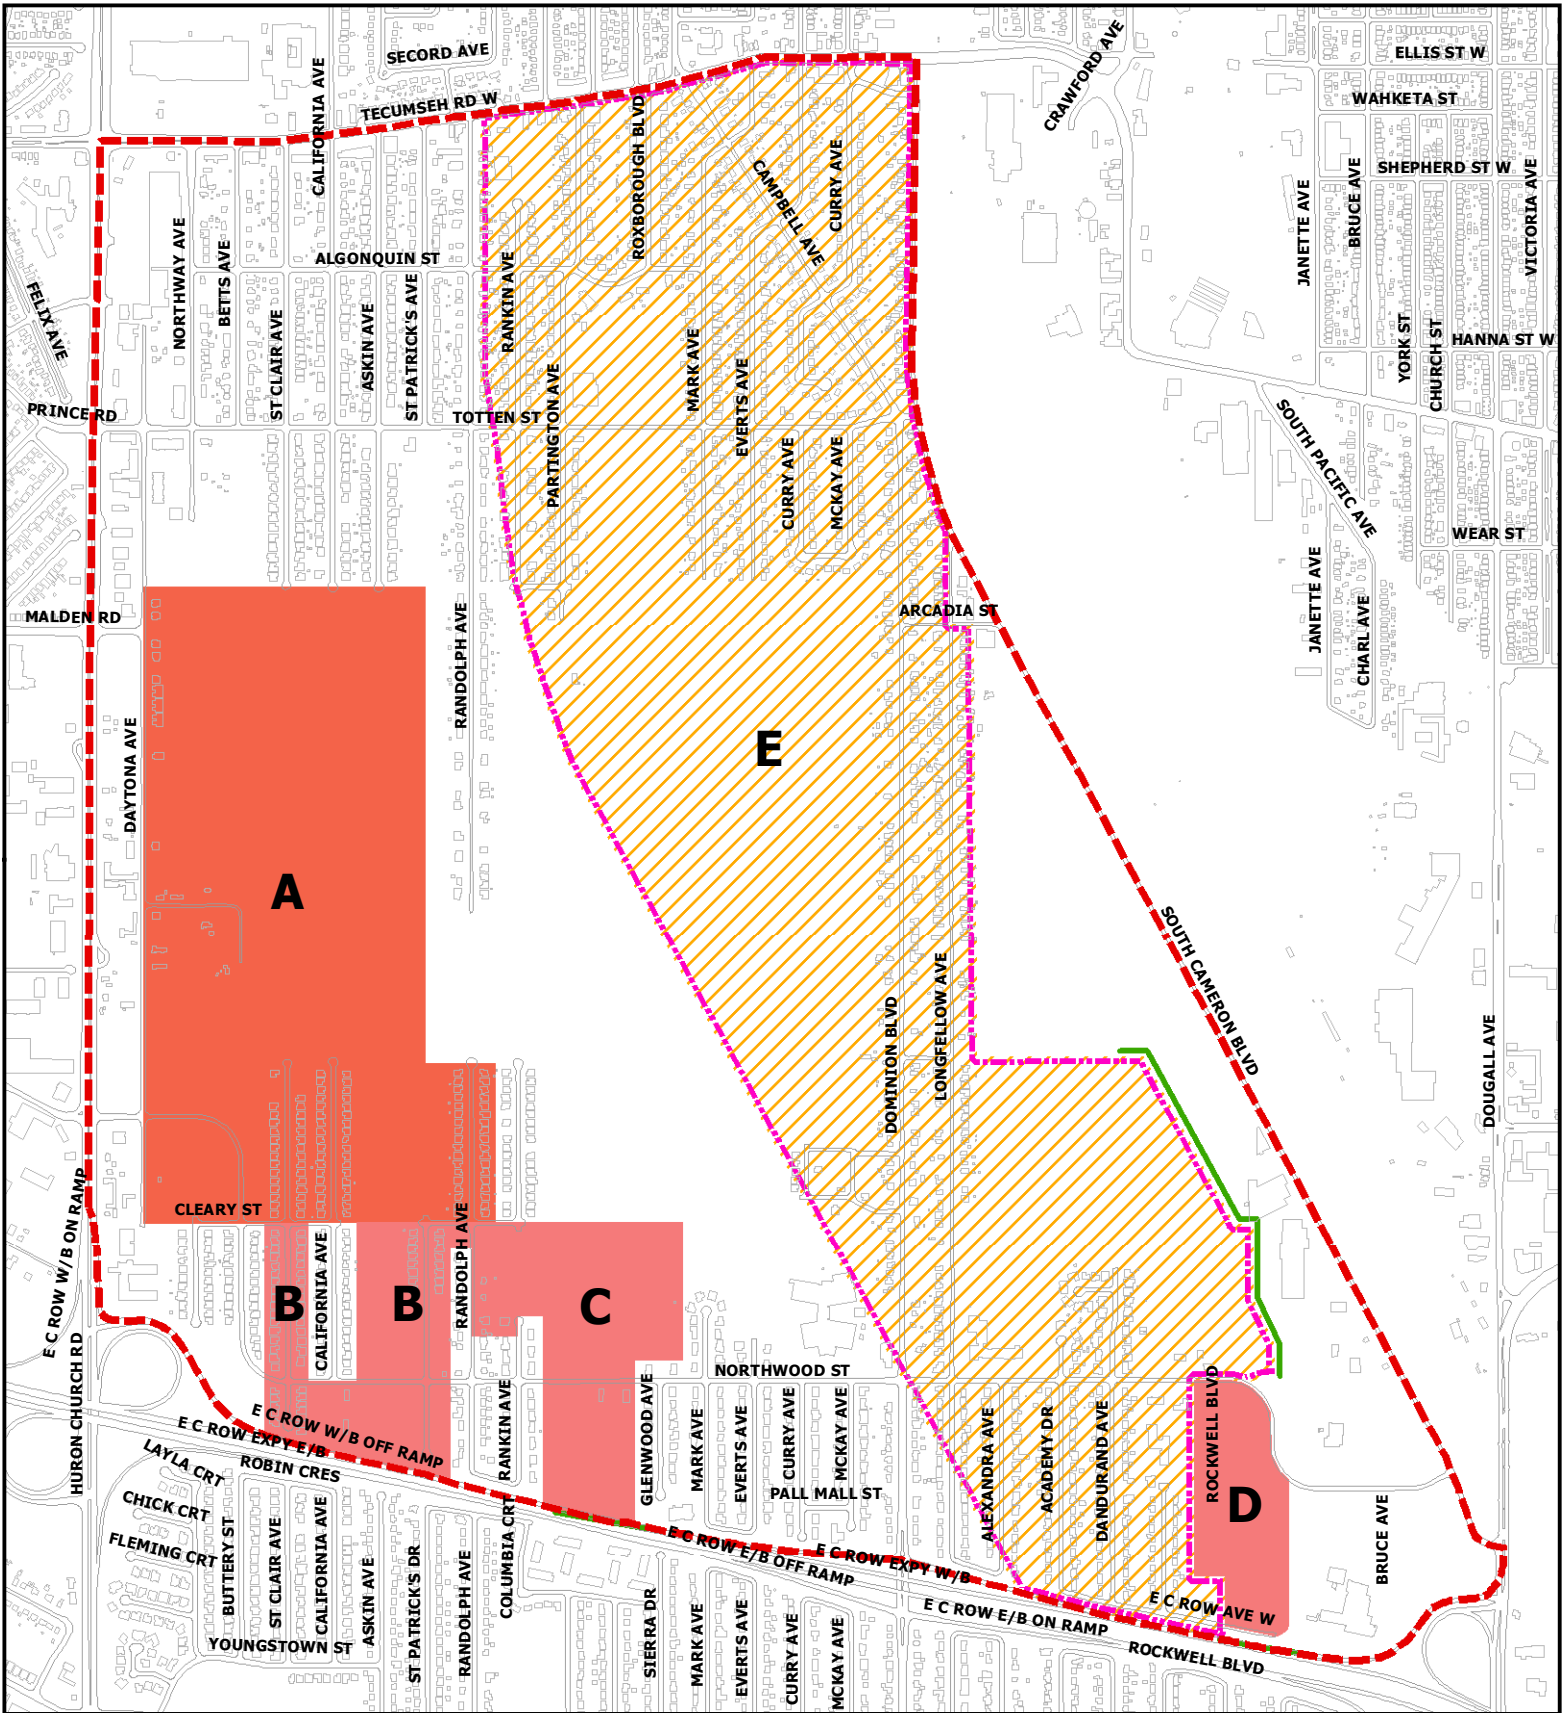 SECORD AVE
ELLIS ST W
CRAWFORD AVE
TECUMSEH RD W
CALIFORNIA AVE
WAHKETA ST
ROXBOROUGH BLVD
CAMPBELL AVE
CURRY AVE
SHEPHERD ST W
BRUCE AVE
JANETTE AVE
VICTORIA AVE
NORTHWAY AVE
BETTS AVE
ALGONQUIN ST
RANKIN AVE
FELIX AVE
ST CLAIR AVE
ASKIN AVE
ST PATRICK'S AVE
MARK AVE
EVERTS AVE
YORK ST
CHURCH ST
HANNA ST W
PRINCE RD
TOTTEN ST
PARTINGTON AVE
CURRY AVE
MCKAY AVE
SOUTH PACIFIC AVE
WEAR ST
MALDEN RD
ARCADIA ST
RANDOLPH AVE
JANETTE AVE
CHARL AVE
DAYTONA AVE
E
A
SOUTH CAMERON BLVD
DOMINION BLVD
LONGFELLOW AVE
DOUGALL AVE
E C ROW W/B ON RAMP
CLEARY ST
RANDOLPH AVE
CALIFORNIA AVE
B
B
C
HURON CHURCH RD
NORTHWOOD ST
ROCKWELL BLVD
E C ROW W/B OFF RAMP
E C ROW EXPY E/B
RANKIN AVE
GLENWOOD AVE
MARK AVE
EVERTS AVE
CURRY AVE
MCKAY AVE
ALEXANDRA AVE
ACADEMY DR
DANDURAND AVE
D
LAYLA CRT
ROBIN CRES
PALL MALL ST
CHICK CRT
COLUMBIA CRT
BRUCE AVE
FLEMING CRT
BUTTERY ST
ST CLAIR AVE
CALIFORNIA AVE
ASKIN AVE
ST PATRICK'S DR
RANDOLPH AVE
E C ROW E/B OFF RAMP
E C ROW EXPY W/B
E C ROW AVE W
E C ROW E/B ON RAMP
SIERRA DR
MARK AVE
EVERTS AVE
CURRY AVE
MCKAY AVE
YOUNGSTOWN ST
ROCKWELL BLVD